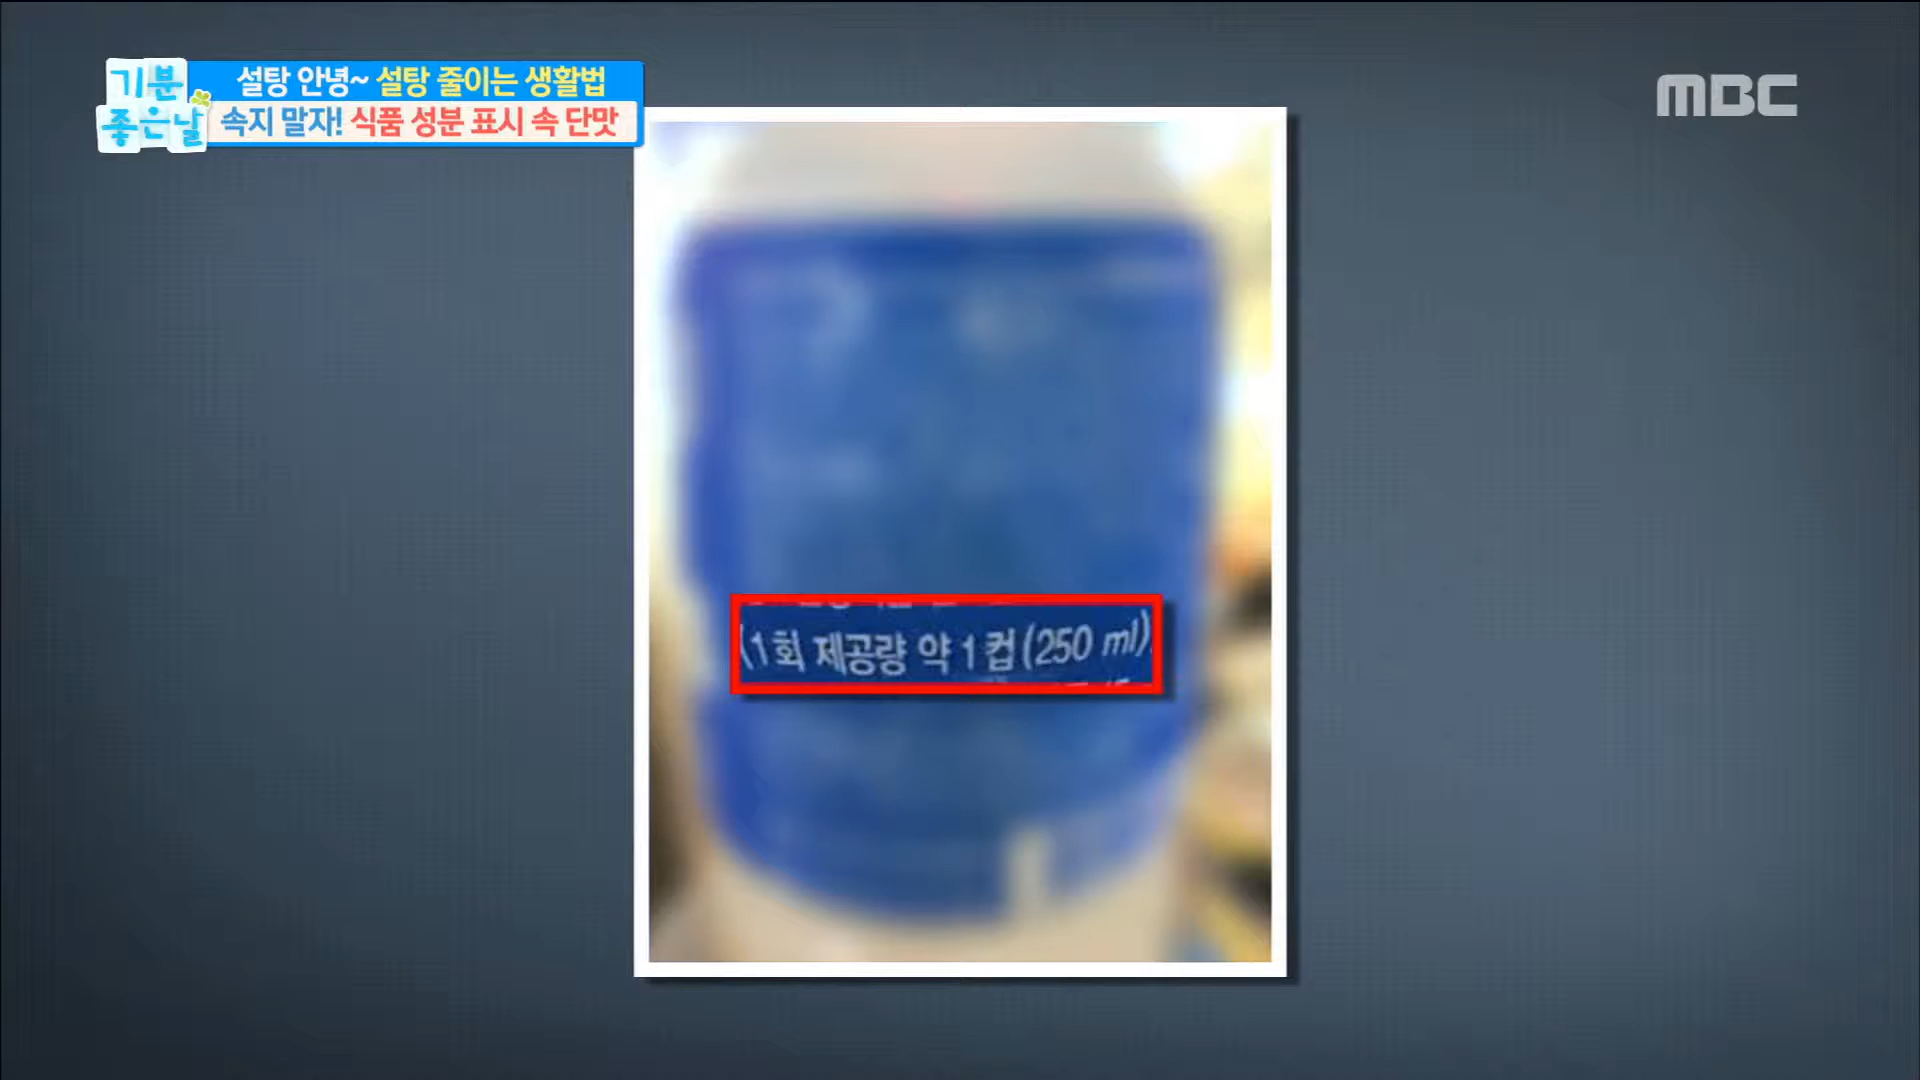 기분
좋은날
설탕 안녕~ 설탕 줄이는 생활법
속지 말자! 식품 성분 표시 속 단맛
MBC
(1회 제공량 약 1컵(250 ml)